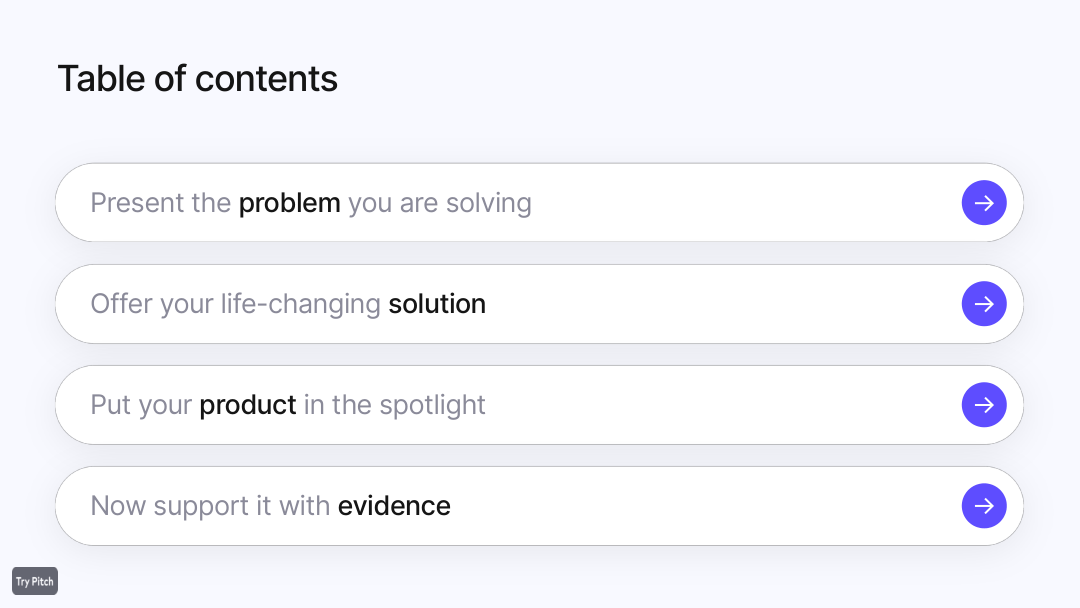 Table of contents
Present the problem you are solving
Offer your life-changing solution
Put your product in the spotlight
Now support it with evidence
Try Pitch